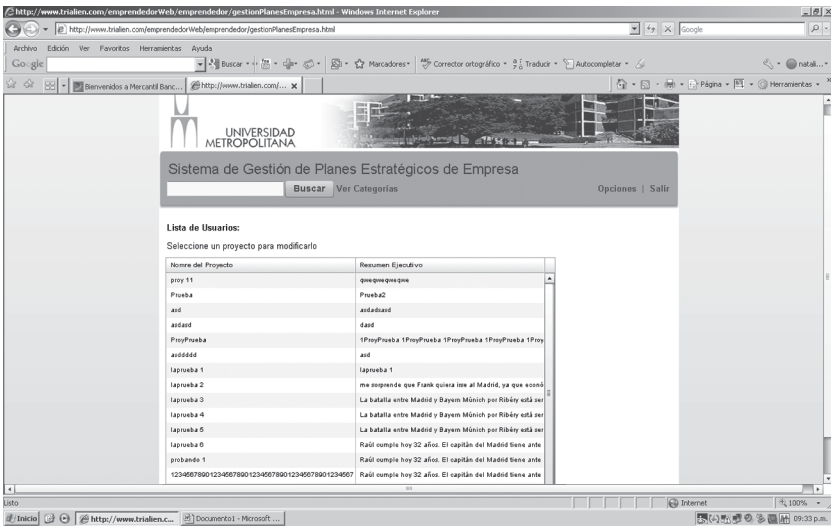 http://www.trialien.com/emprendedorWeb/emprendedor/gestionPlanesEmpresa.html - Windows Internet Explorer
http://www.trialien.com/emprendedorWeb/emprendedor/gestionPlanesEmpresa.html
Google
Archivo Edición Ver Favoritos Herramientas Ayuda
Google Buscar Marcadores Corrector ortográfico Traducir Autocompletar natali...
Bienvenidos a Mercantil Banc... http://www.trialien.com/... Página Herramientas
UNIVERSIDAD
METROPOLITANA
Sistema de Gestión de Planes Estratégicos de Empresa
Buscar Ver Categorías Opciones | Salir
Lista de Usuarios:
Seleccione un proyecto para modificarlo
Nomre del Proyecto Resumen Ejecutivo
proy 11 qweqweqweqwe
Prueba Prueba2
asd asdadsasd
asdasd dasd
ProyPrueba 1ProyPrueba 1ProyPrueba 1ProyPrueba 1Proy
asddddd asd
laprueba 1 laprueba 1
laprueba 2 me sorprende que Frank quiera irse al Madrid, ya que econó
laprueba 3 La batalla entre Madrid y Bayern Múnich por Ribéry está ser
laprueba 4 La batalla entre Madrid y Bayern Múnich por Ribéry está ser
laprueba 5 La batalla entre Madrid y Bayern Múnich por Ribéry está ser
laprueba 6 Raúl cumple hoy 32 años. El capitán del Madrid tiene ante
probando 1 Raúl cumple hoy 32 años. El capitán del Madrid tiene ante
1234567890123456789012345678901234567 Raúl cumple hoy 32 años. El capitán del Madrid tiene ante
Listo Internet 100%
Inicio http://www.trialien.c... Documento1 - Microsoft ... 09:33 p.m.